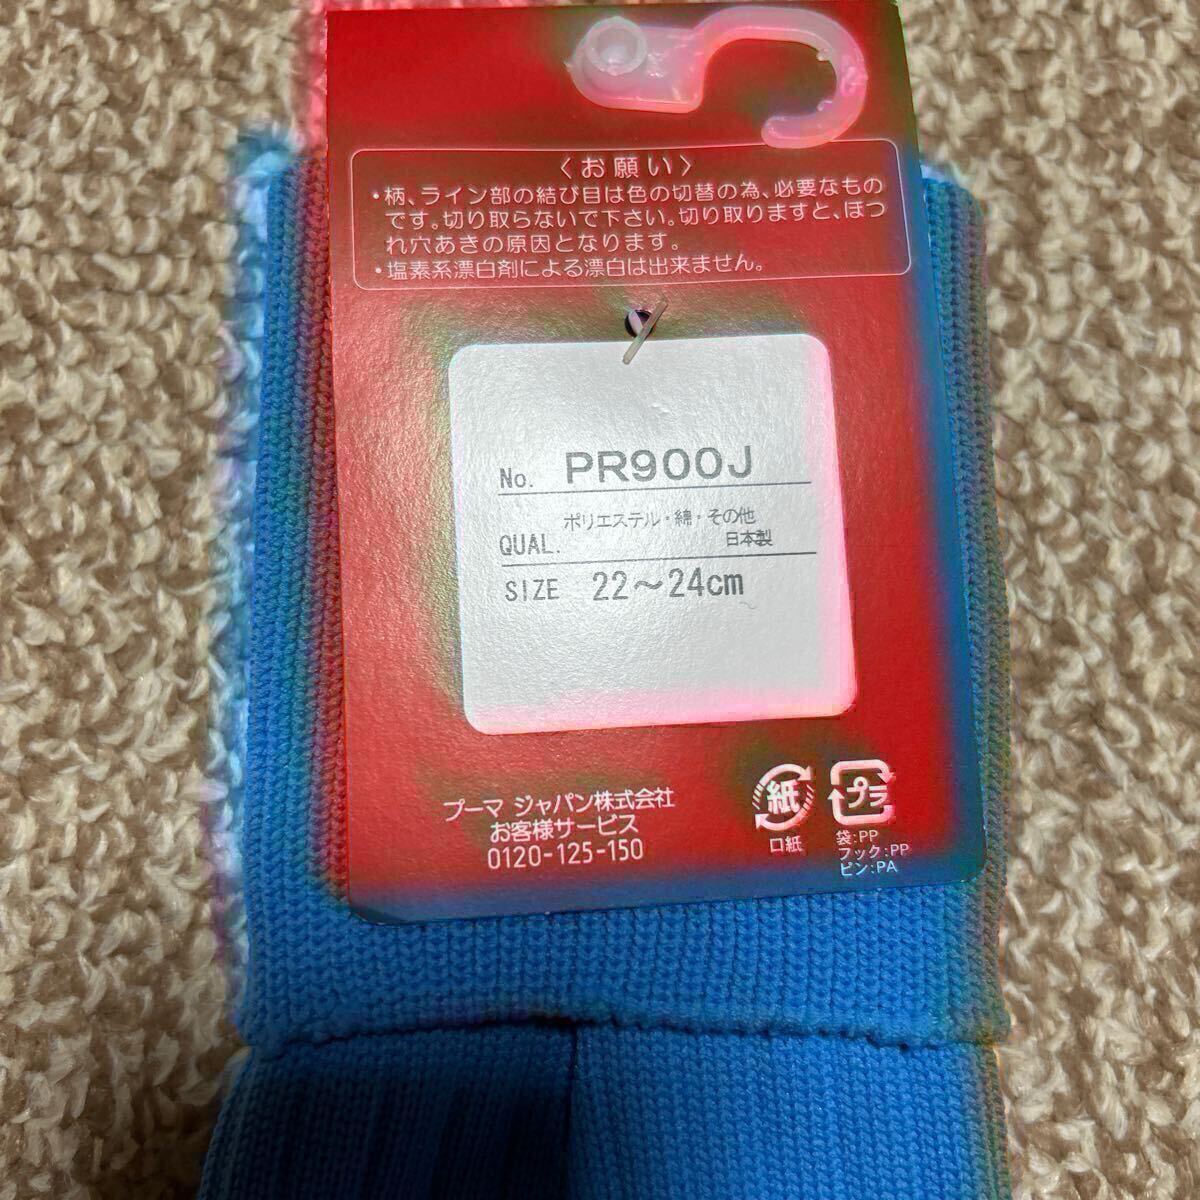 〈お願い〉
・柄、ライン部の結び目は色の切替の為、必要なもの
です。切り取らないで下さい。切り取りますと、ほつ
れ穴あきの原因となります。
・塩素系漂白剤による漂白は出来ません。
No. PR900J
ポリエステル・綿・その他
QUAL. 日本製
SIZE 22～24cm
プーマ ジャパン株式会社
お客様サービス
0120-125-150
紙
口紙
プラ
袋:PP
フック:PP
ピン:PA